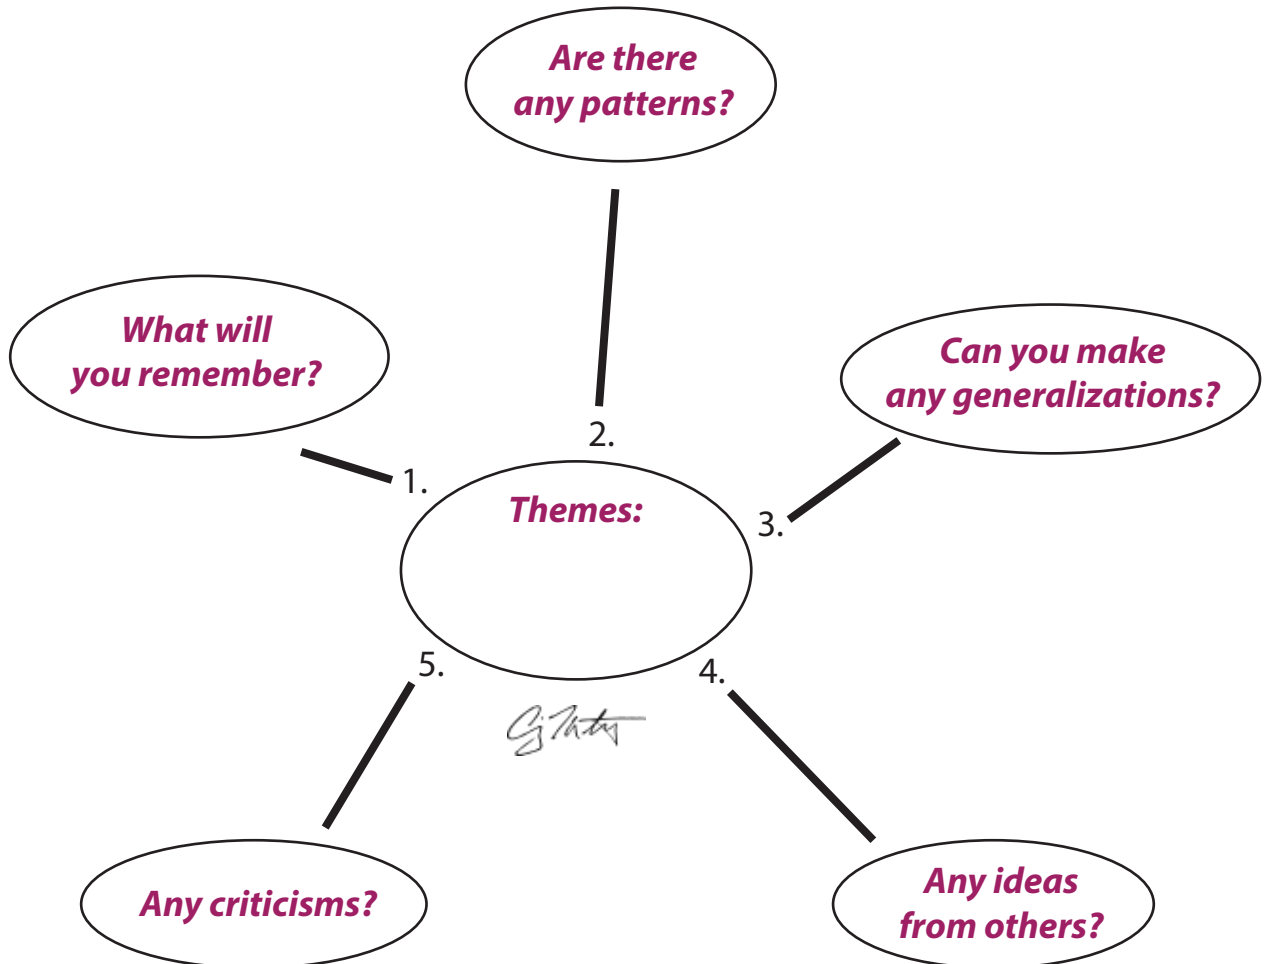 Are there
any patterns?
What will
you remember?
Can you make
any generalizations?
2.
1.
Themes:
3.
5.
4.
Any criticisms?
Any ideas
from others?